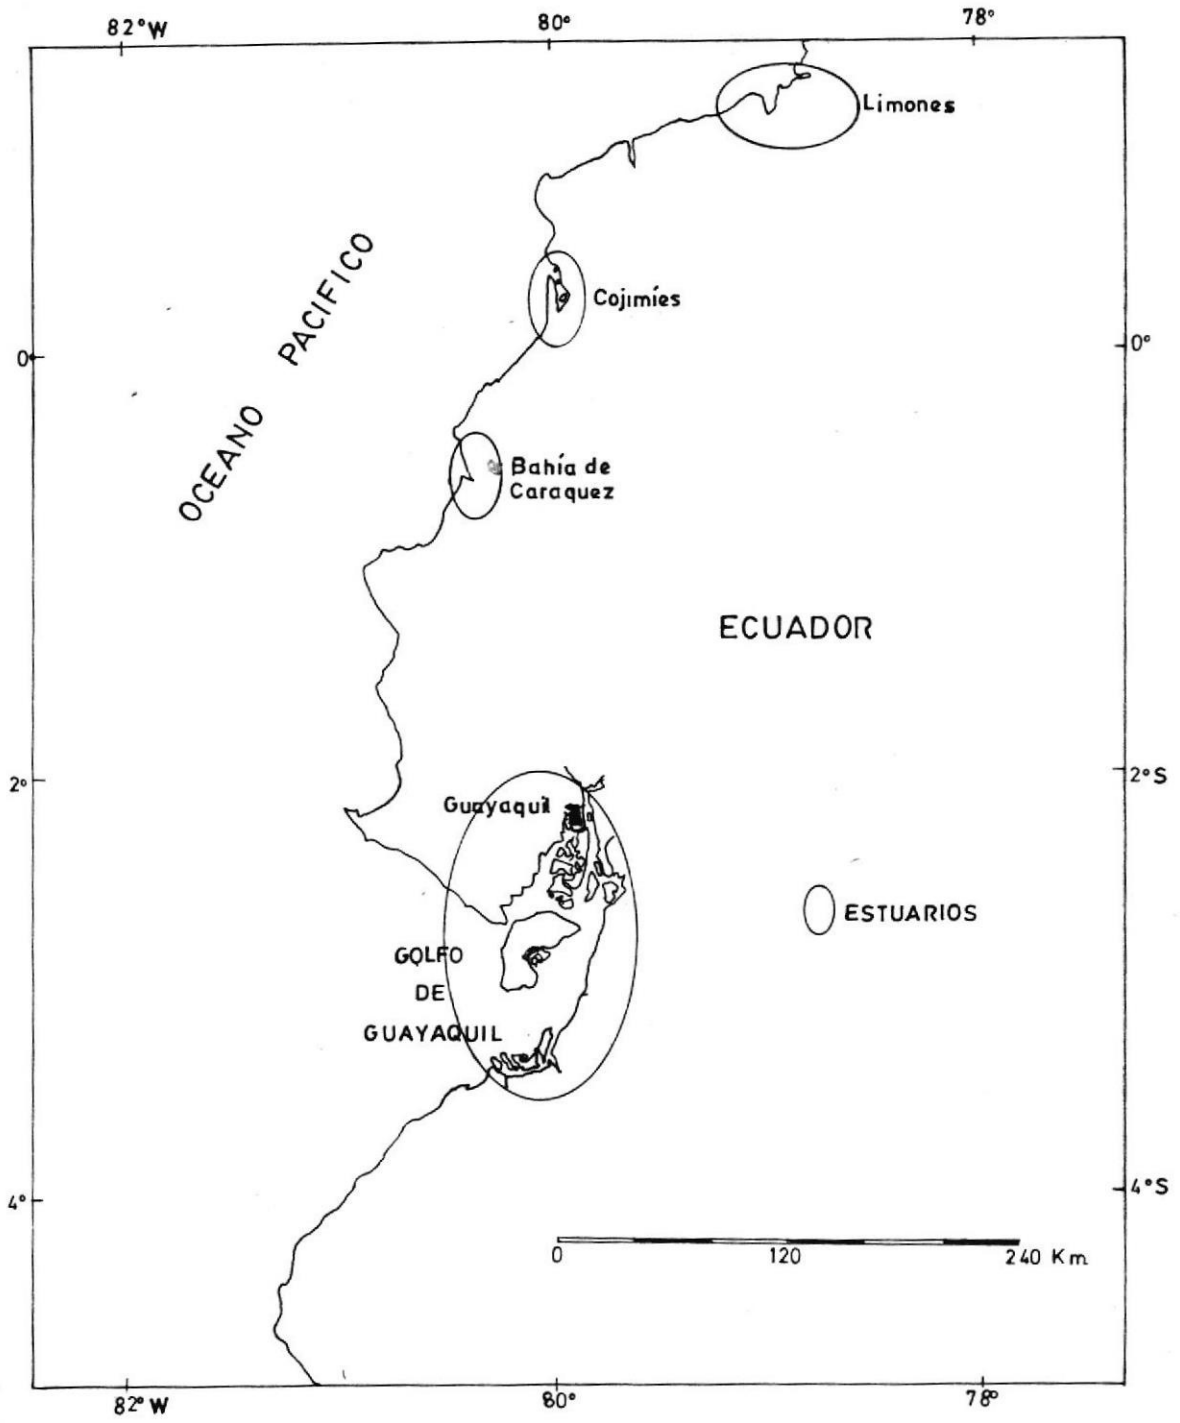 82°W 80° 78°
Limones
Cojimíes
OCEANO PACIFICO
0 0°
Bahía de
Caraquez
ECUADOR
2° 2°S
Guayaquil
ESTUARIOS
GOLFO
DE
GUAYAQUIL
4° 4°S
0 120 240 Km
82°W 80° 78°